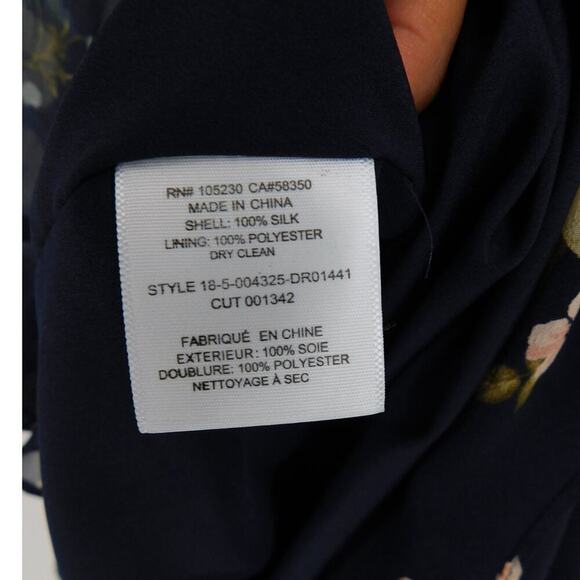 RN# 105230 CA#58350
MADE IN CHINA
SHELL: 100% SILK
LINING: 100% POLYESTER
DRY CLEAN
STYLE 18-5-004325-DR01441
CUT 001342
FABRIQUÉ EN CHINE
EXTERIEUR: 100% SOIE
DOUBLURE: 100% POLYESTER
NETTOYAGE À SEC